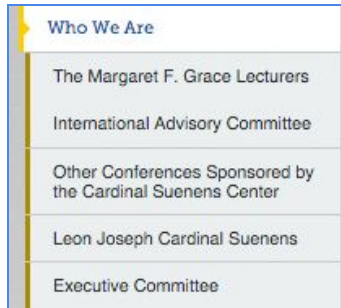 Who We Are
The Margaret F. Grace Lecturers
International Advisory Committee
Other Conferences Sponsored by
the Cardinal Suenens Center
Leon Joseph Cardinal Suenens
Executive Committee